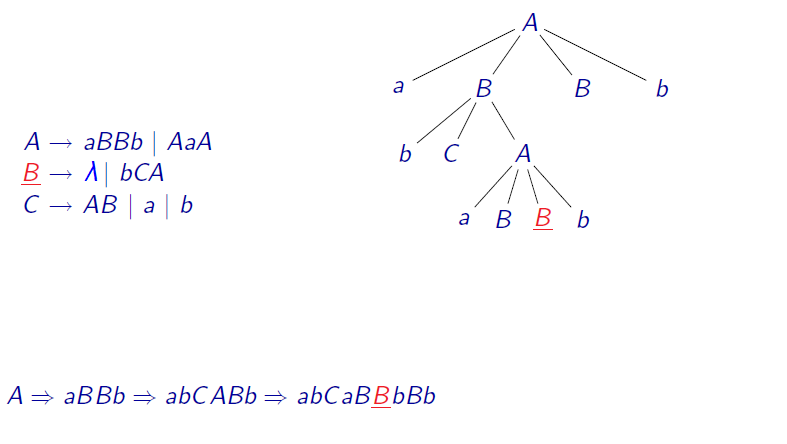 A
a B B b
b C A
a B B b
A → aBBb | AaA
B → λ | bCA
C → AB | a | b
A ⇒ aBBb ⇒ abCABb ⇒ abCaBBbBb